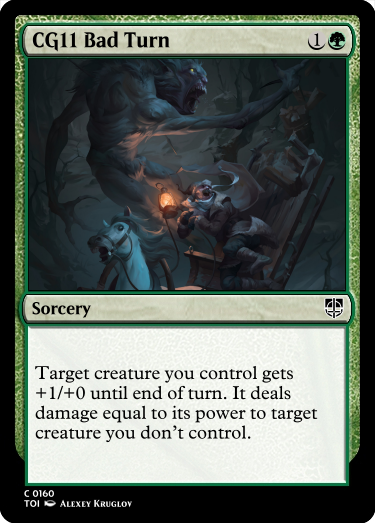 CG11 Bad Turn
1
Sorcery
Target creature you control gets
+1/+0 until end of turn. It deals
damage equal to its power to target
creature you don't control.
C 0160
TOI ALEXEY KRUGLOV